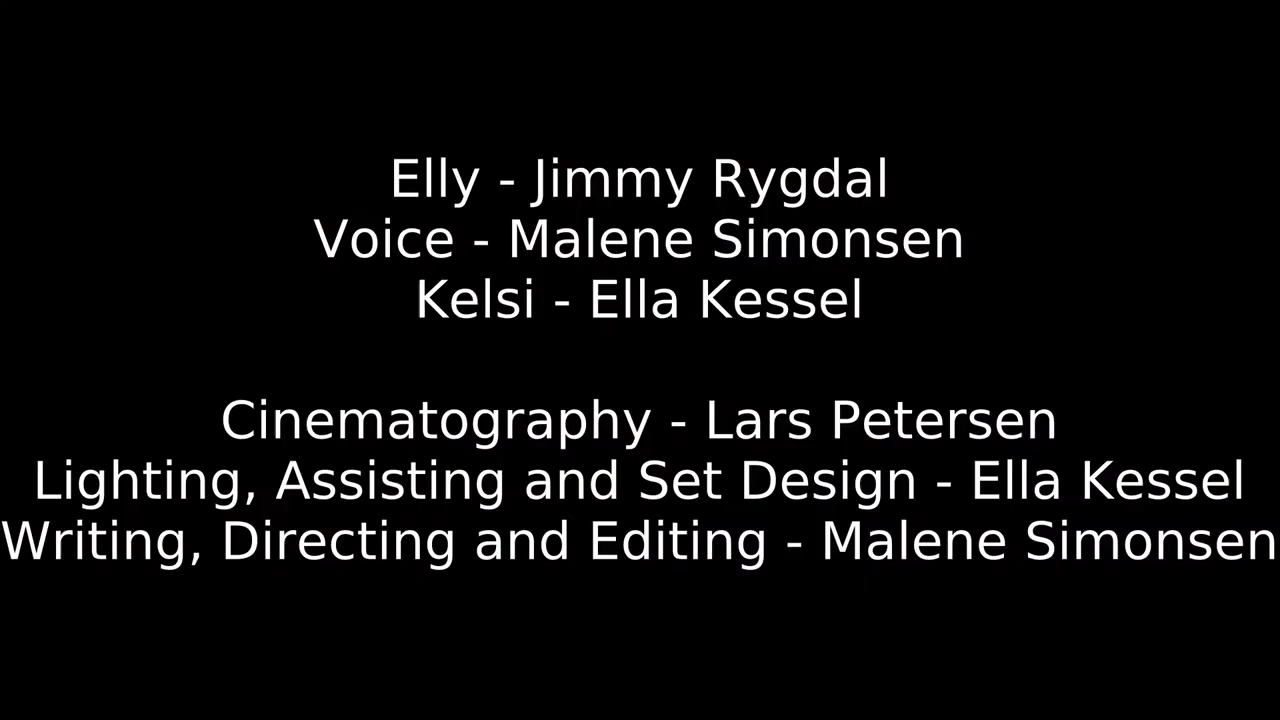 Elly - Jimmy Rygdal
Voice - Malene Simonsen
Kelsi - Ella Kessel
Cinematography - Lars Petersen
Lighting, Assisting and Set Design - Ella Kessel
Writing, Directing and Editing - Malene Simonsen